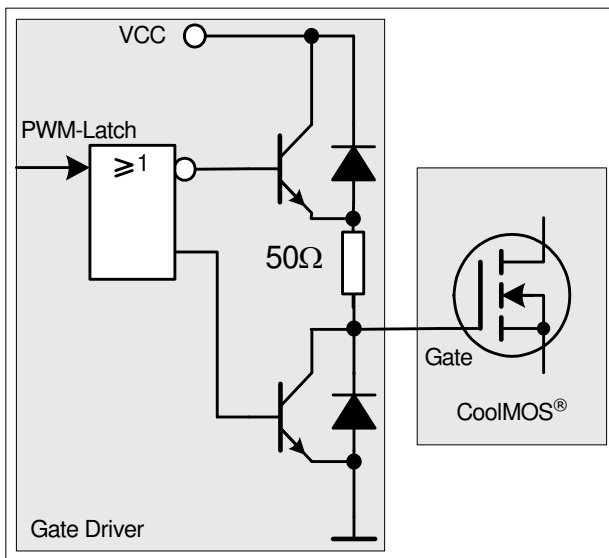 VCC
PWM-Latch
≥1
50Ω
Gate
CoolMOS®
Gate Driver